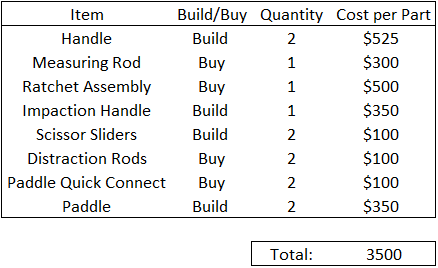 Item Build/Buy Quantity Cost per Part
Handle Build 2 $525
Measuring Rod Buy 1 $300
Ratchet Assembly Buy 1 $500
Impaction Handle Build 1 $350
Scissor Sliders Build 2 $100
Distraction Rods Buy 2 $100
Paddle Quick Connect Buy 2 $100
Paddle Build 2 $350
Total: 3500